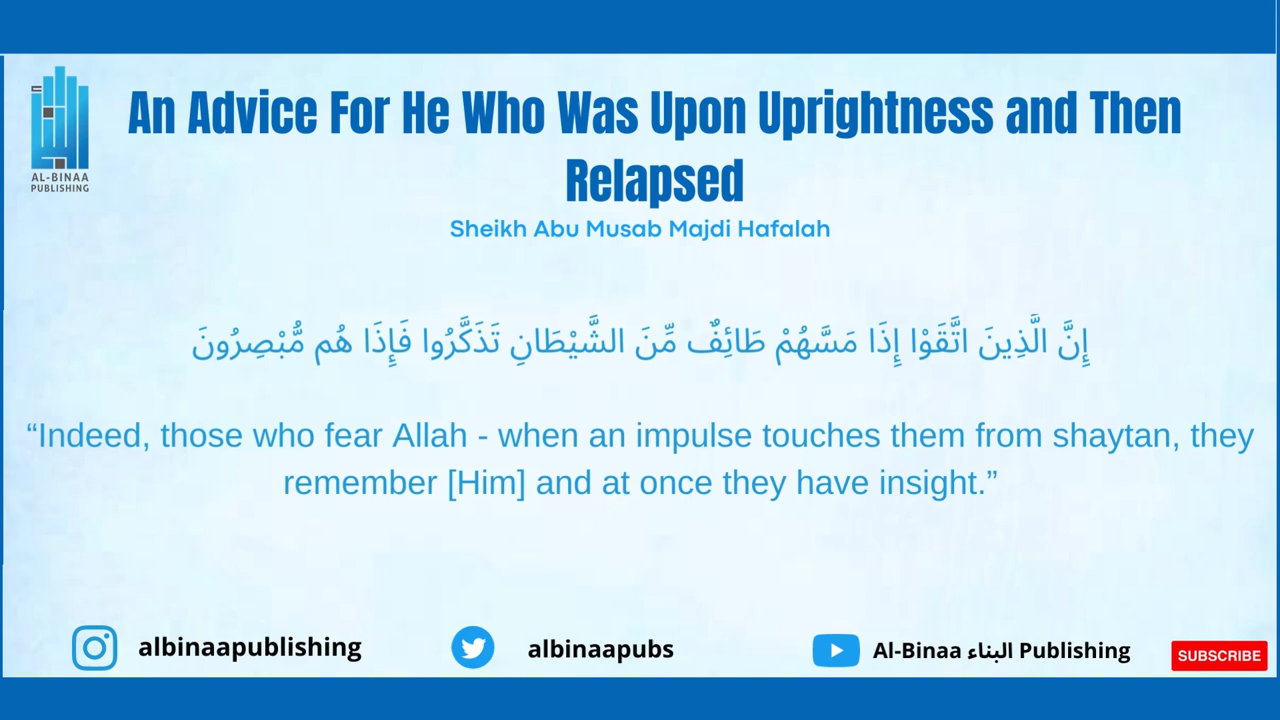 An Advice For He Who Was Upon Uprightness and Then
Relapsed
AL-BINAA
PUBLISHING
Sheikh Abu Musab Majdi Hafalah
إِنَّ الَّذِينَ اتَّقَوْا إِذَا مَسَّهُمْ طَائِفٌ مِّنَ الشَّيْطَانِ تَذَكَّرُوا فَإِذَا هُم مُّبْصِرُونَ
“Indeed, those who fear Allah - when an impulse touches them from shaytan, they
remember [Him] and at once they have insight.”
albinaapublishing
albinaapubs
Al-Binaa البناء Publishing
SUBSCRIBE